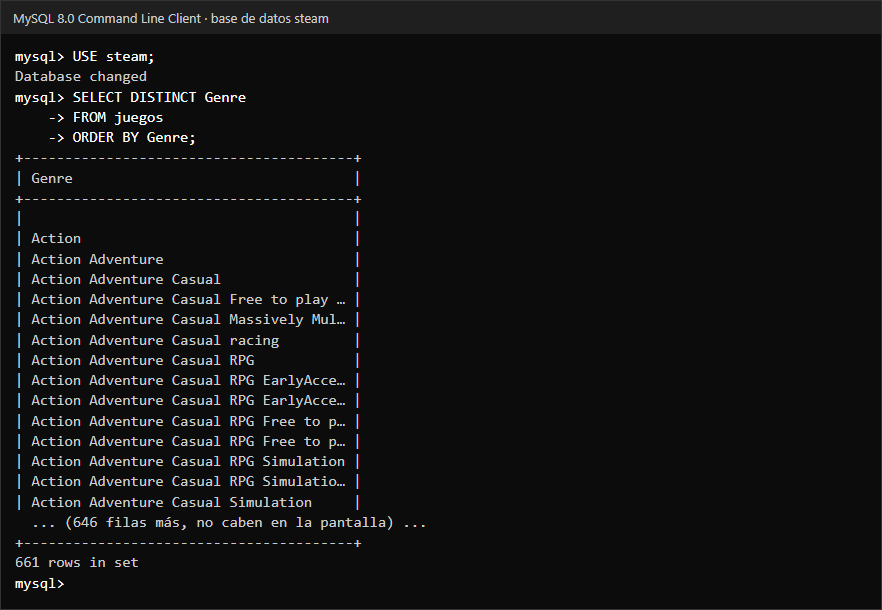 MySQL 8.0 Command Line Client · base de datos steam
mysql> USE steam;
Database changed
mysql> SELECT DISTINCT Genre
    -> FROM juegos
    -> ORDER BY Genre;
+----------------------------------------+
| Genre                                  |
+----------------------------------------+
|                                        |
| Action                                 |
| Action Adventure                       |
| Action Adventure Casual                |
| Action Adventure Casual Free to play … |
| Action Adventure Casual Massively Mul… |
| Action Adventure Casual racing         |
| Action Adventure Casual RPG            |
| Action Adventure Casual RPG EarlyAcce… |
| Action Adventure Casual RPG EarlyAcce… |
| Action Adventure Casual RPG Free to p… |
| Action Adventure Casual RPG Free to p… |
| Action Adventure Casual RPG Simulation |
| Action Adventure Casual RPG Simulatio… |
| Action Adventure Casual Simulation     |
  ... (646 filas más, no caben en la pantalla) ...
+----------------------------------------+
661 rows in set
mysql>